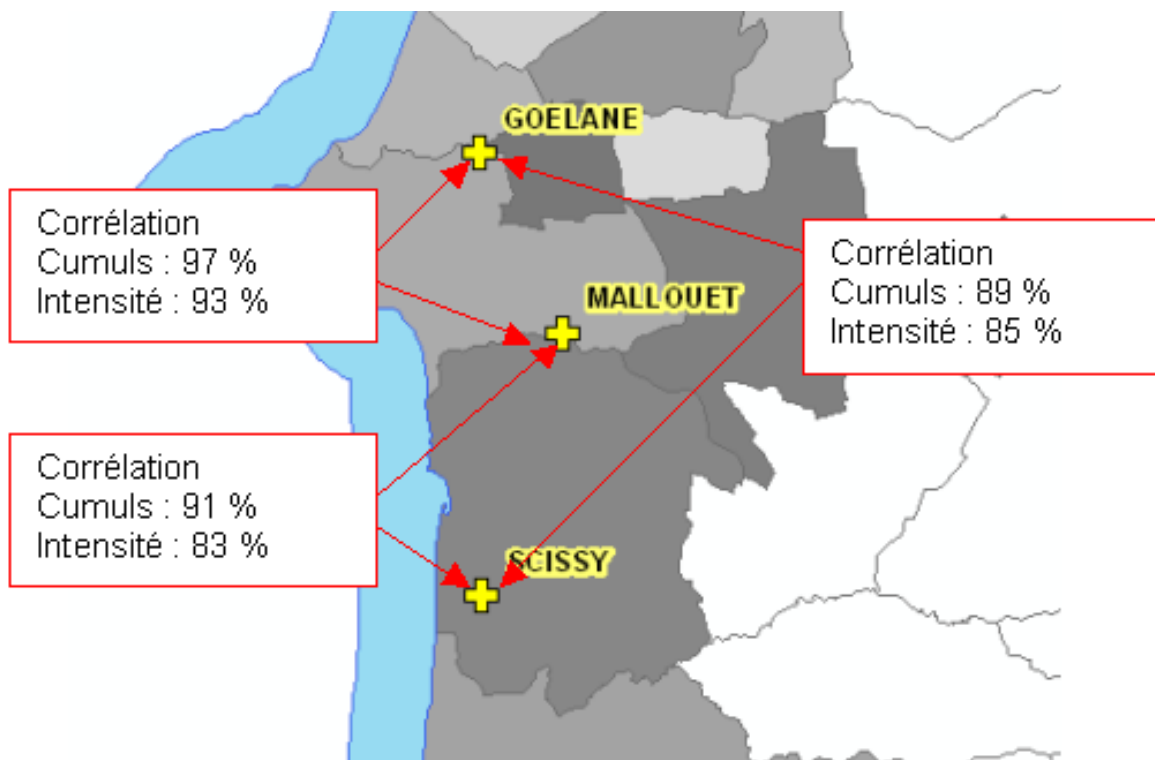 GOELANE
Corrélation
Cumuls : 97 %
Intensité : 93 %
Corrélation
Cumuls : 89 %
Intensité : 85 %
MALLOUET
Corrélation
Cumuls : 91 %
Intensité : 83 %
SCISSY